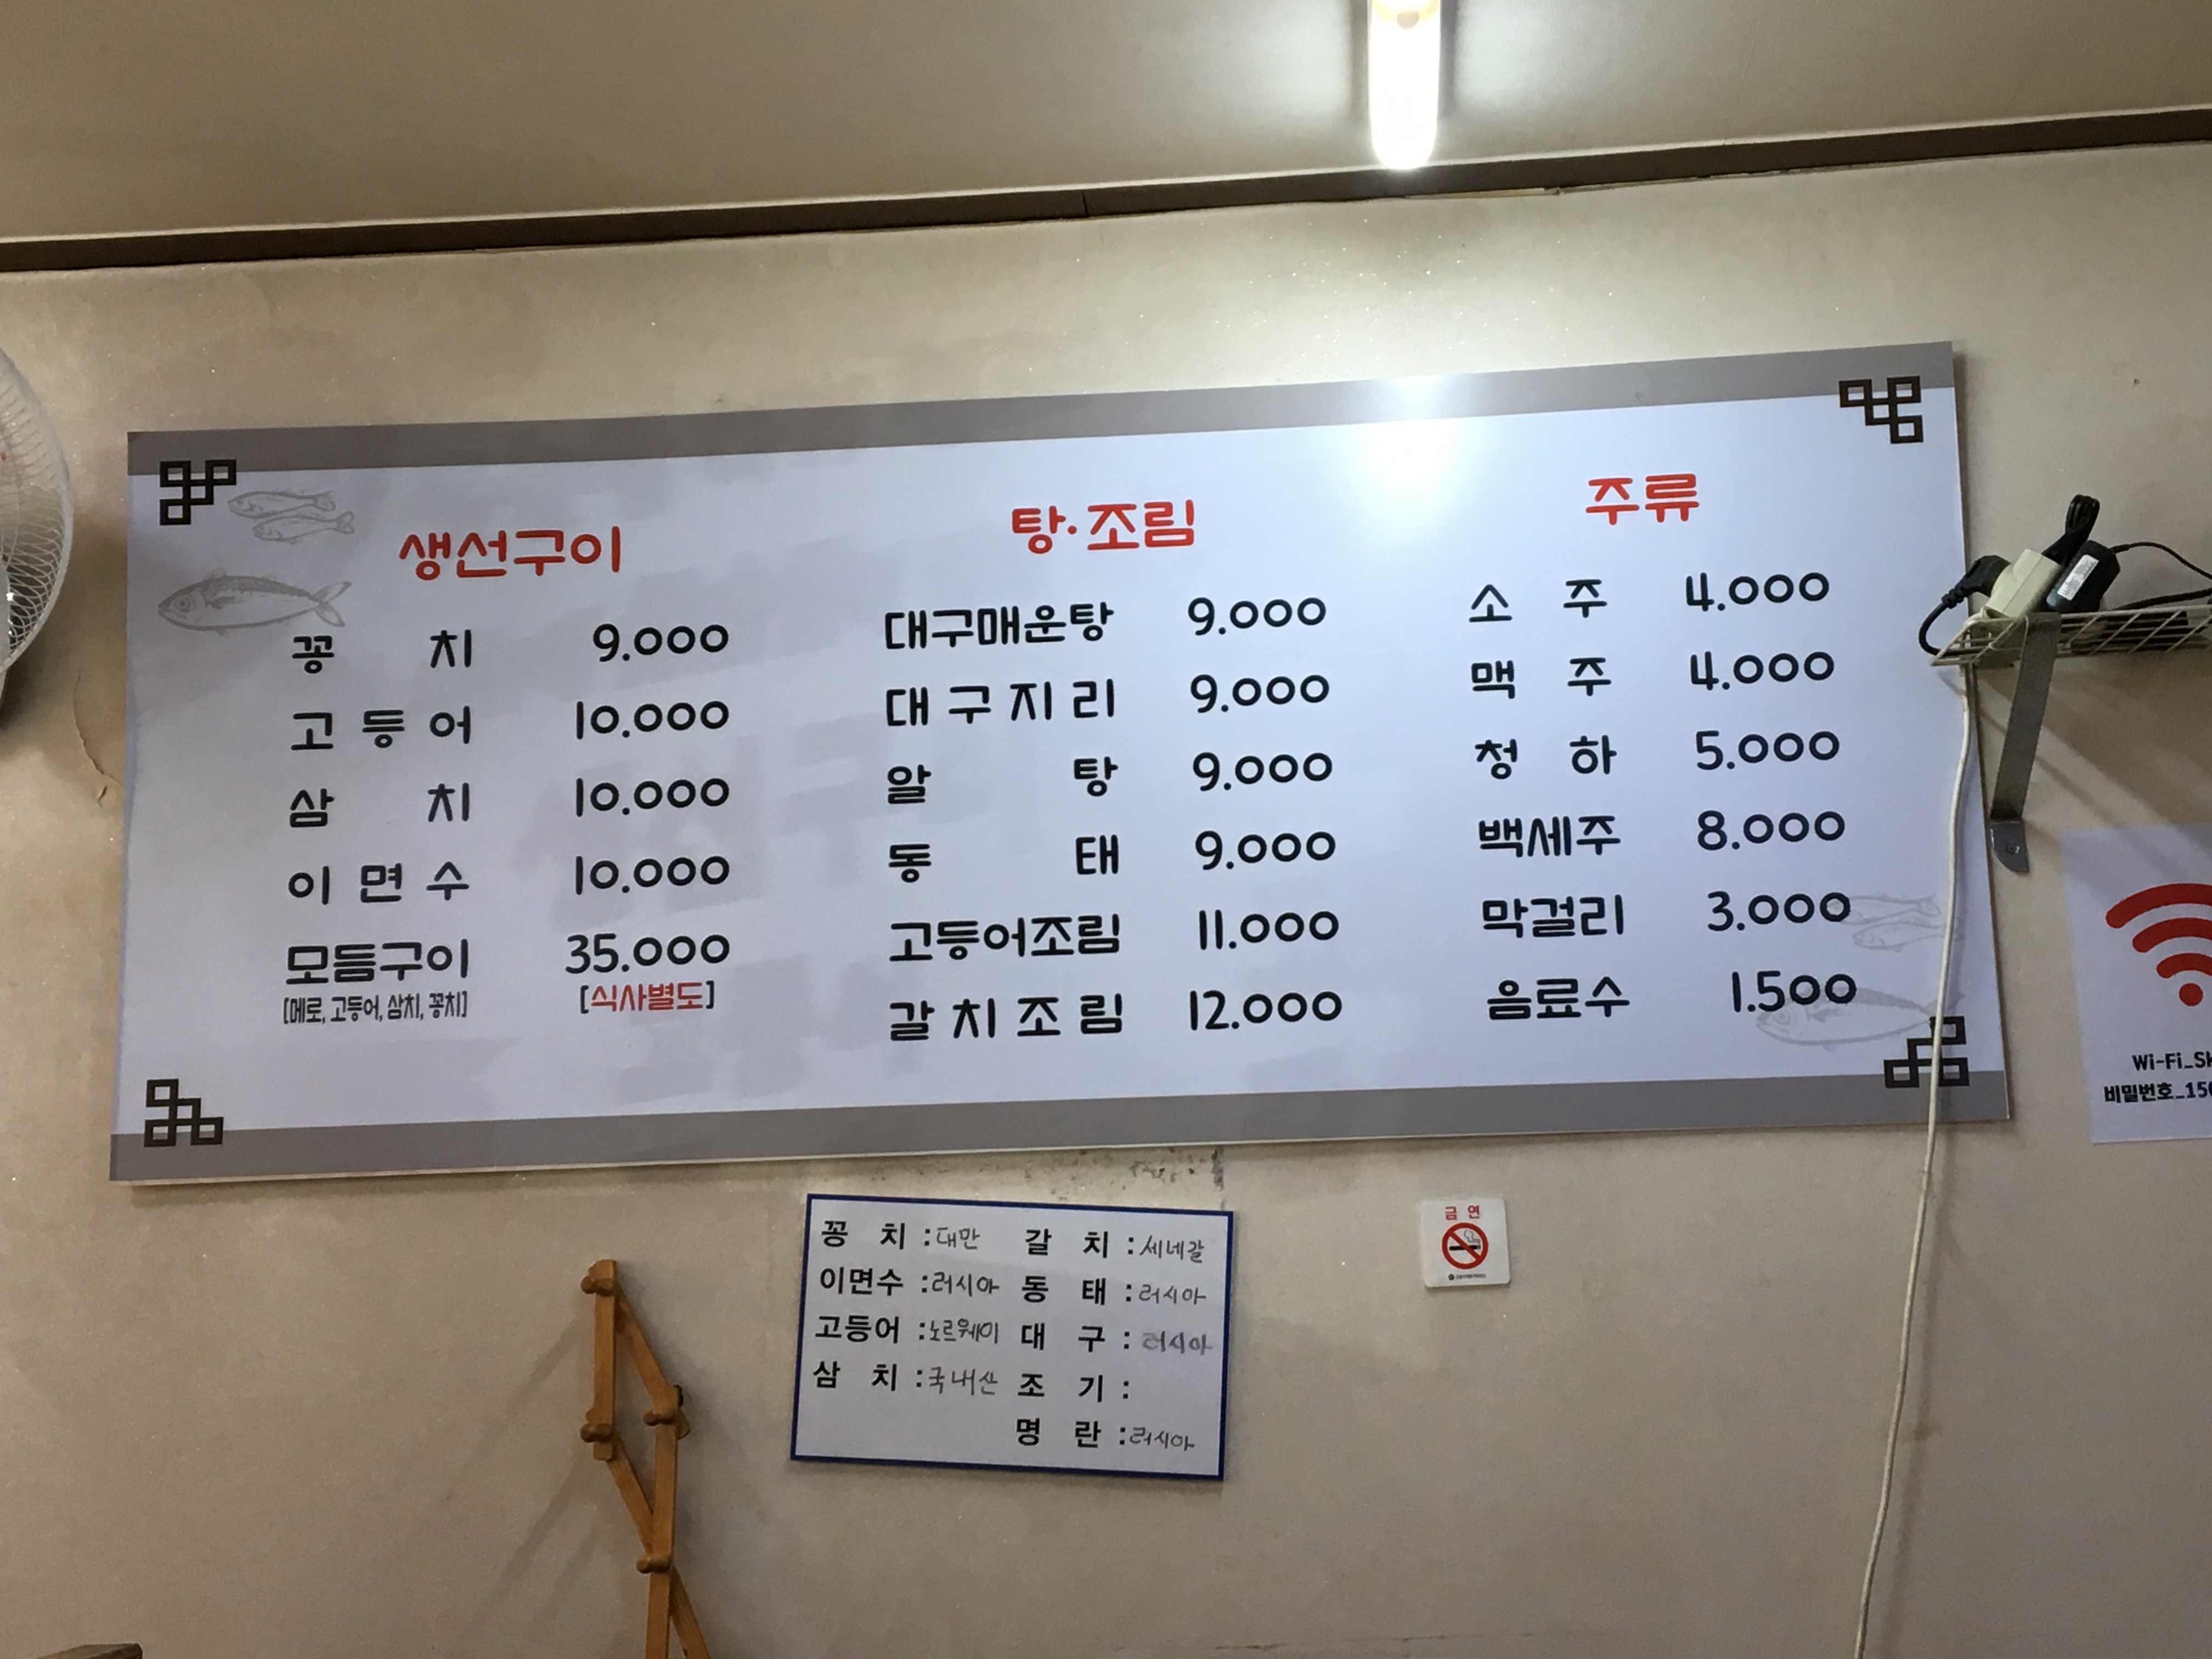 생선구이
꽁 치 9.000
고 등 어 10.000
삼 치 10.000
이 면 수 10.000
모듬구이 35.000
[메로, 고등어, 삼치, 꽁치] [식사별도]
탕·조림
대구매운탕 9.000
대 구 지 리 9.000
알 탕 9.000
동 태 9.000
고등어조림 11.000
갈 치 조 림 12.000
주류
소 주 4.000
맥 주 4.000
청 하 5.000
백세주 8.000
막걸리 3.000
음료수 1.500
Wi-Fi_Sk
비밀번호_150
꽁 치 : 대만 갈 치 : 세네갈
이면수 : 러시아 동 태 : 러시아
고등어 : 노르웨이 대 구 : 러시아
삼 치 : 국내산 조 기 :
명 란 : 러시아
금 연